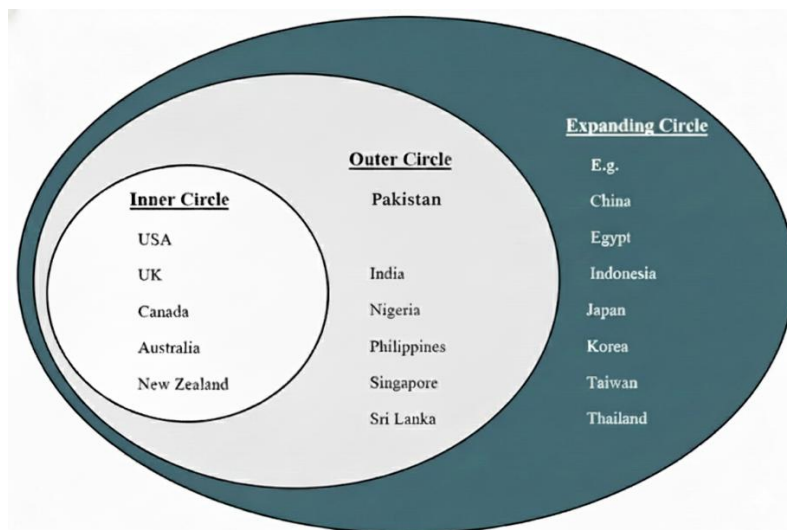 Inner Circle
USA
UK
Canada
Australia
New Zealand
Outer Circle
Pakistan
India
Nigeria
Philippines
Singapore
Sri Lanka
Expanding Circle
E.g.
China
Egypt
Indonesia
Japan
Korea
Taiwan
Thailand